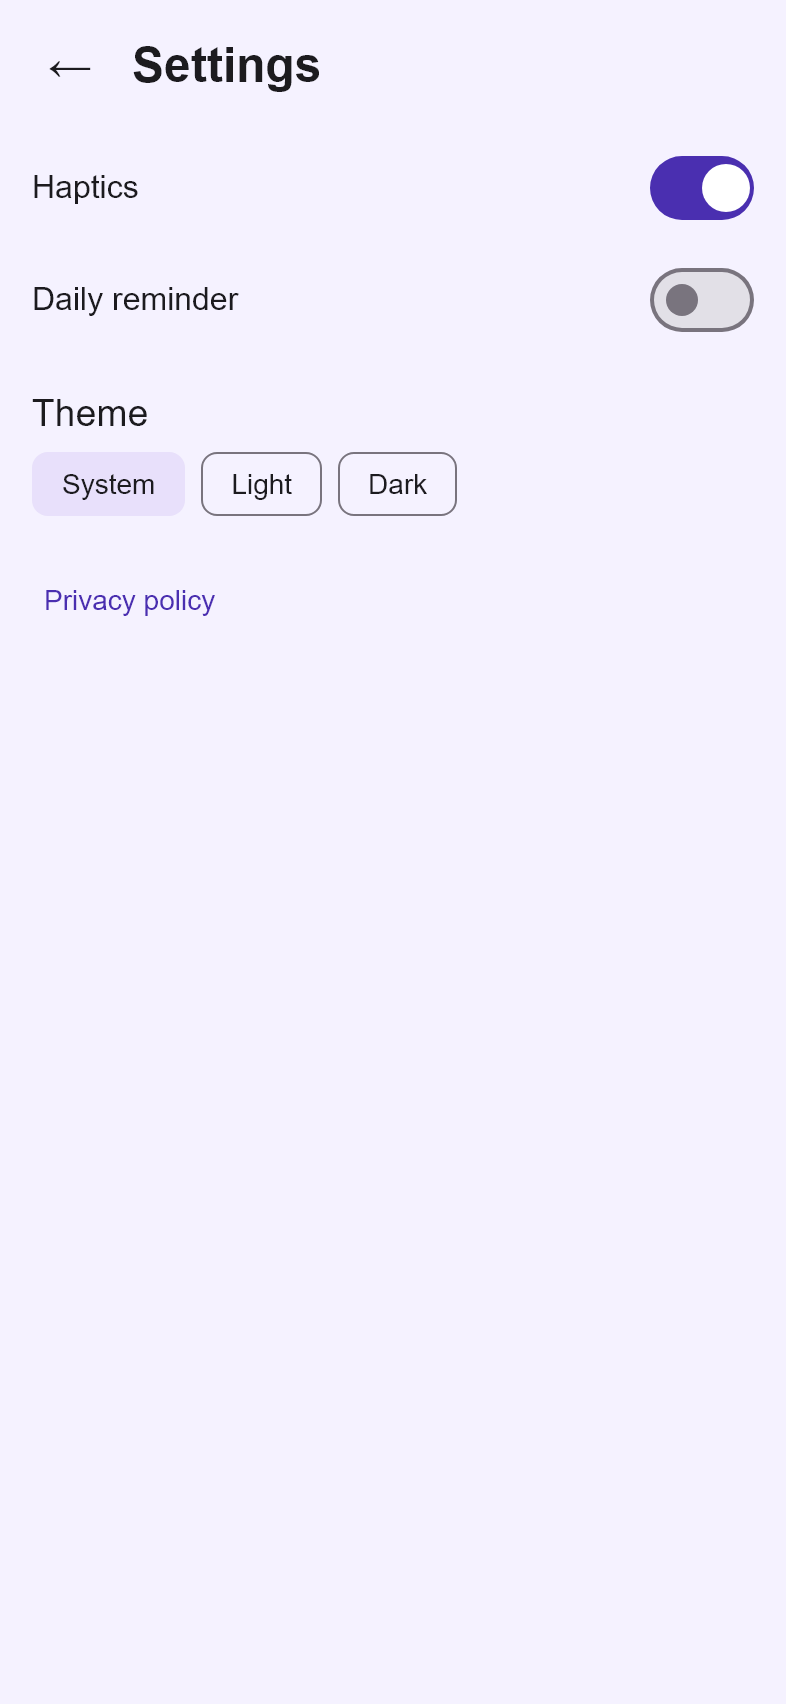 ← Settings
Haptics
Daily reminder
Theme
System Light Dark
Privacy policy